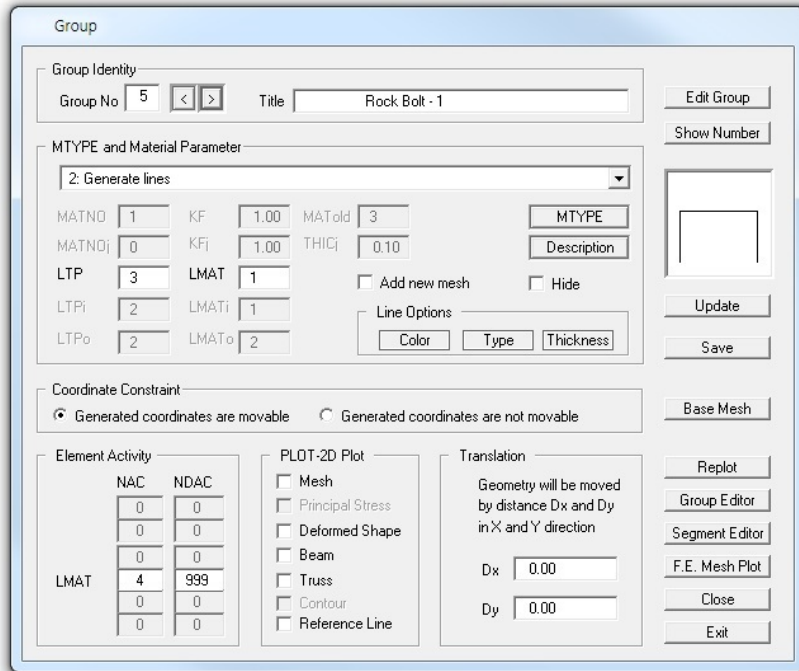 Group
Group Identity
Group No 5 < > Title Rock Bolt - 1
Edit Group
Show Number
MTYPE and Material Parameter
2: Generate lines
MATNO 1 KF 1.00 MATold 3 MTYPE
MATNOj 0 KFj 1.00 THICj 0.10 Description
LTP 3 LMAT 1 Add new mesh Hide
LTPi 2 LMATi 1 Line Options
LTPo 2 LMATo 2 Color Type Thickness
Update
Save
Coordinate Constraint
Generated coordinates are movable Generated coordinates are not movable
Base Mesh
Element Activity
NAC NDAC
0 0
0 0
0 0
LMAT 4 999
0 0
0 0
PLOT-2D Plot
Mesh
Principal Stress
Deformed Shape
Beam
Truss
Contour
Reference Line
Translation
Geometry will be moved
by distance Dx and Dy
in X and Y direction
Dx 0.00
Dy 0.00
Replot
Group Editor
Segment Editor
F.E. Mesh Plot
Close
Exit